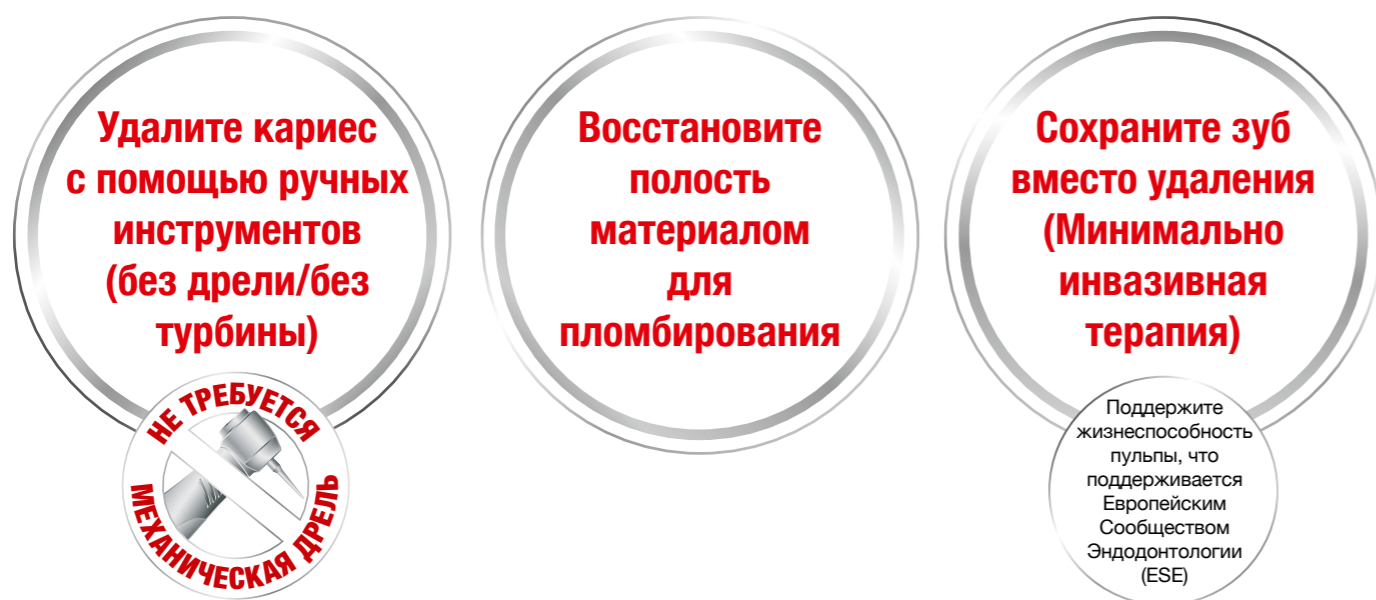 Удалите кариес
с помощью ручных
инструментов
(без дрели/без
турбины)
НЕ ТРЕБУЕТСЯ
МЕХАНИЧЕСКАЯ ДРЕЛЬ
Восстановите
полость
материалом
для
пломбирования
Сохраните зуб
вместо удаления
(Минимально
инвазивная
терапия)
Поддержите
жизнеспособность
пульпы, что
поддерживается
Европейским
Сообществом
Эндодонтологии
(ESE)